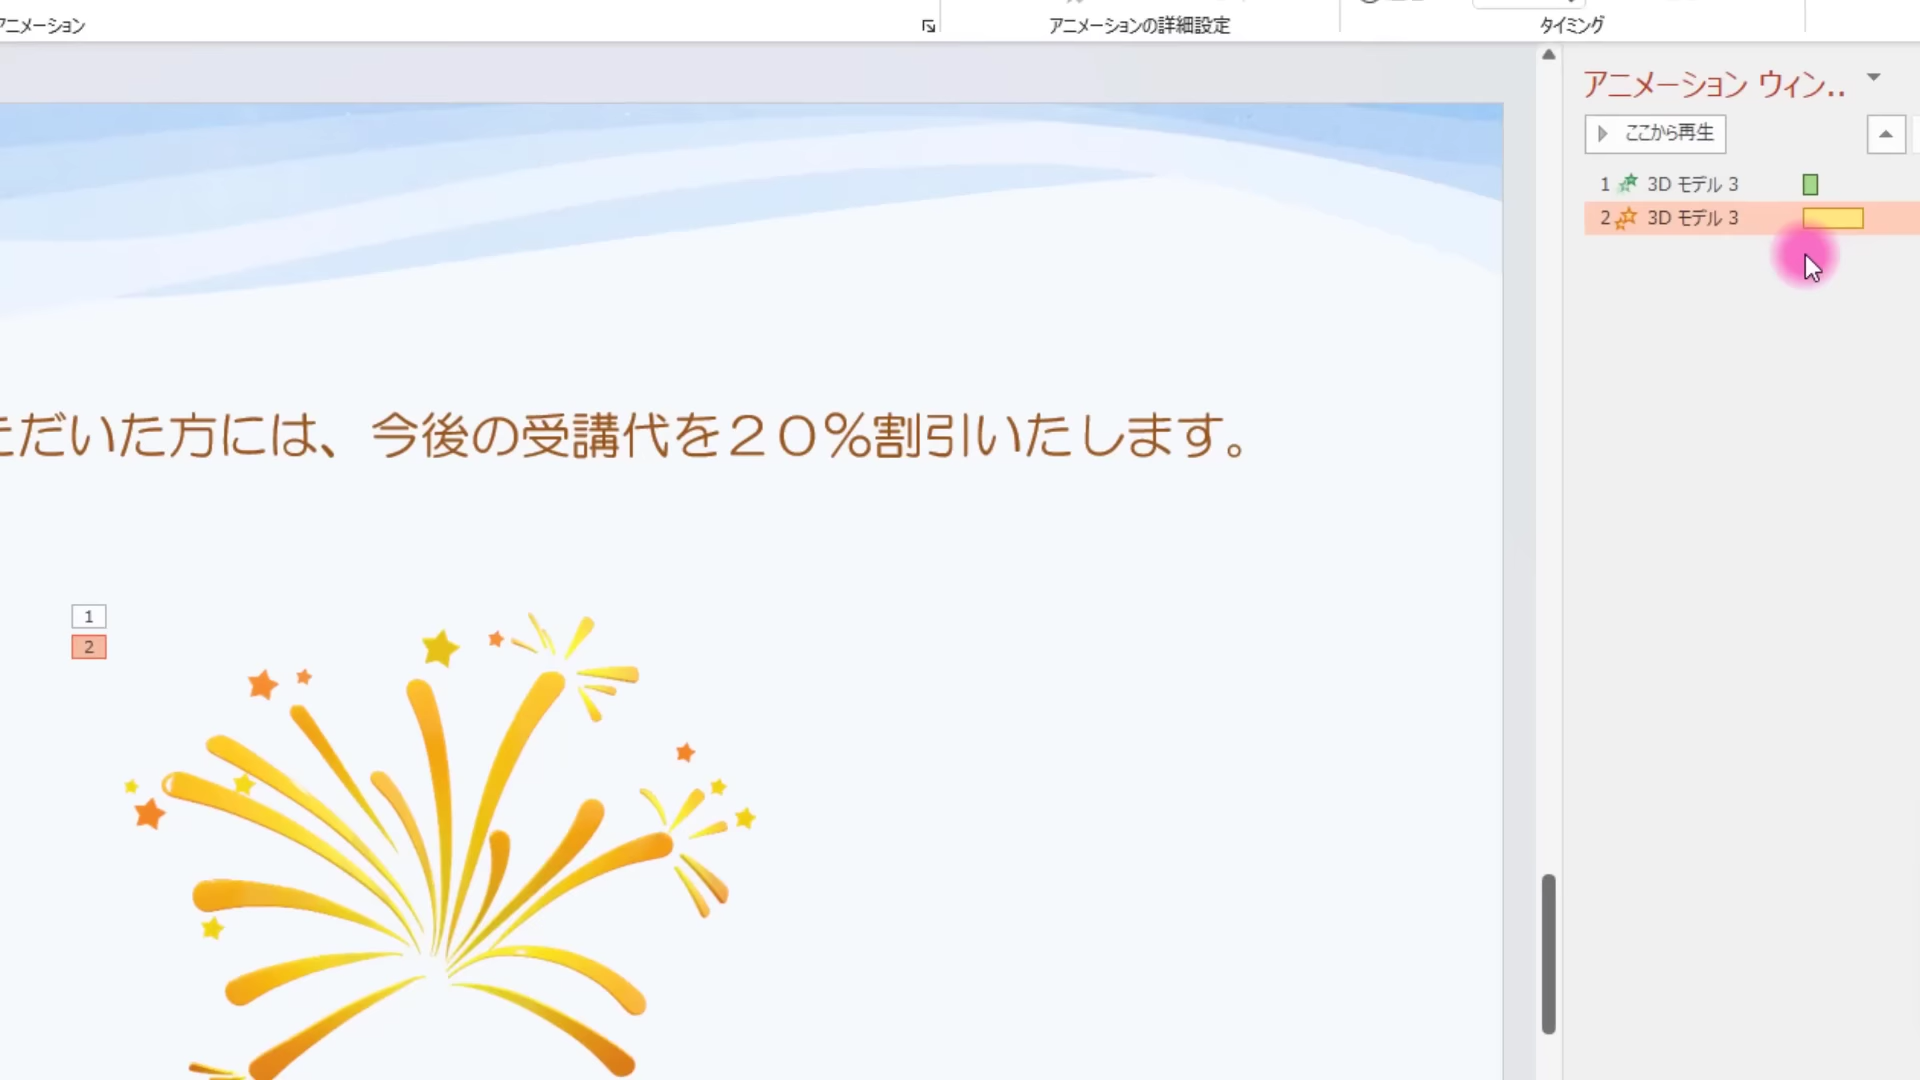 アニメーション
アニメーションの詳細設定
タイミング
アニメーション ウィン..
ここから再生
1 3D モデル 3
2 3D モデル 3
ただいた方には、今後の受講代を２０％割引いたします。
1
2